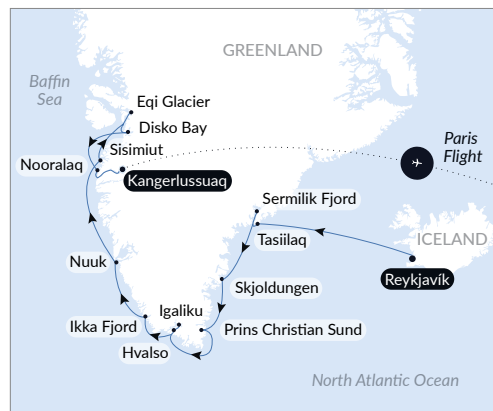 GREENLAND
Baffin
Sea
Eqi Glacier
Disko Bay
Sisimiut
Nooralaq
Kangerlussuaq
Paris
Flight
Sermilik Fjord
Tasiilaq
ICELAND
Reykjavík
Nuuk
Skjoldungen
Igaliku
Ikka Fjord
Prins Christian Sund
Hvalso
North Atlantic Ocean